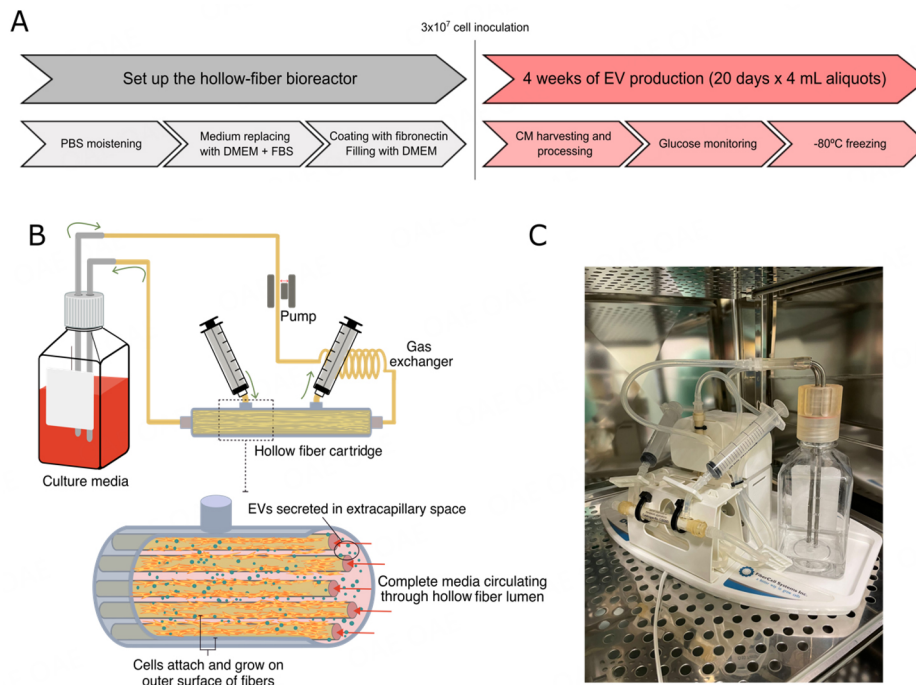 A
3x10⁷ cell inoculation
Set up the hollow-fiber bioreactor
4 weeks of EV production (20 days x 4 mL aliquots)
PBS moistening
Medium replacing
with DMEM + FBS
Coating with fibronectin
Filling with DMEM
CM harvesting and
processing
Glucose monitoring
-80ºC freezing
B
Pump
Gas
exchanger
Hollow fiber cartridge
Culture media
EVs secreted in extracapillary space
Complete media circulating
through hollow fiber lumen
Cells attach and grow on
outer surface of fibers
C
FiberCell Systems Inc.